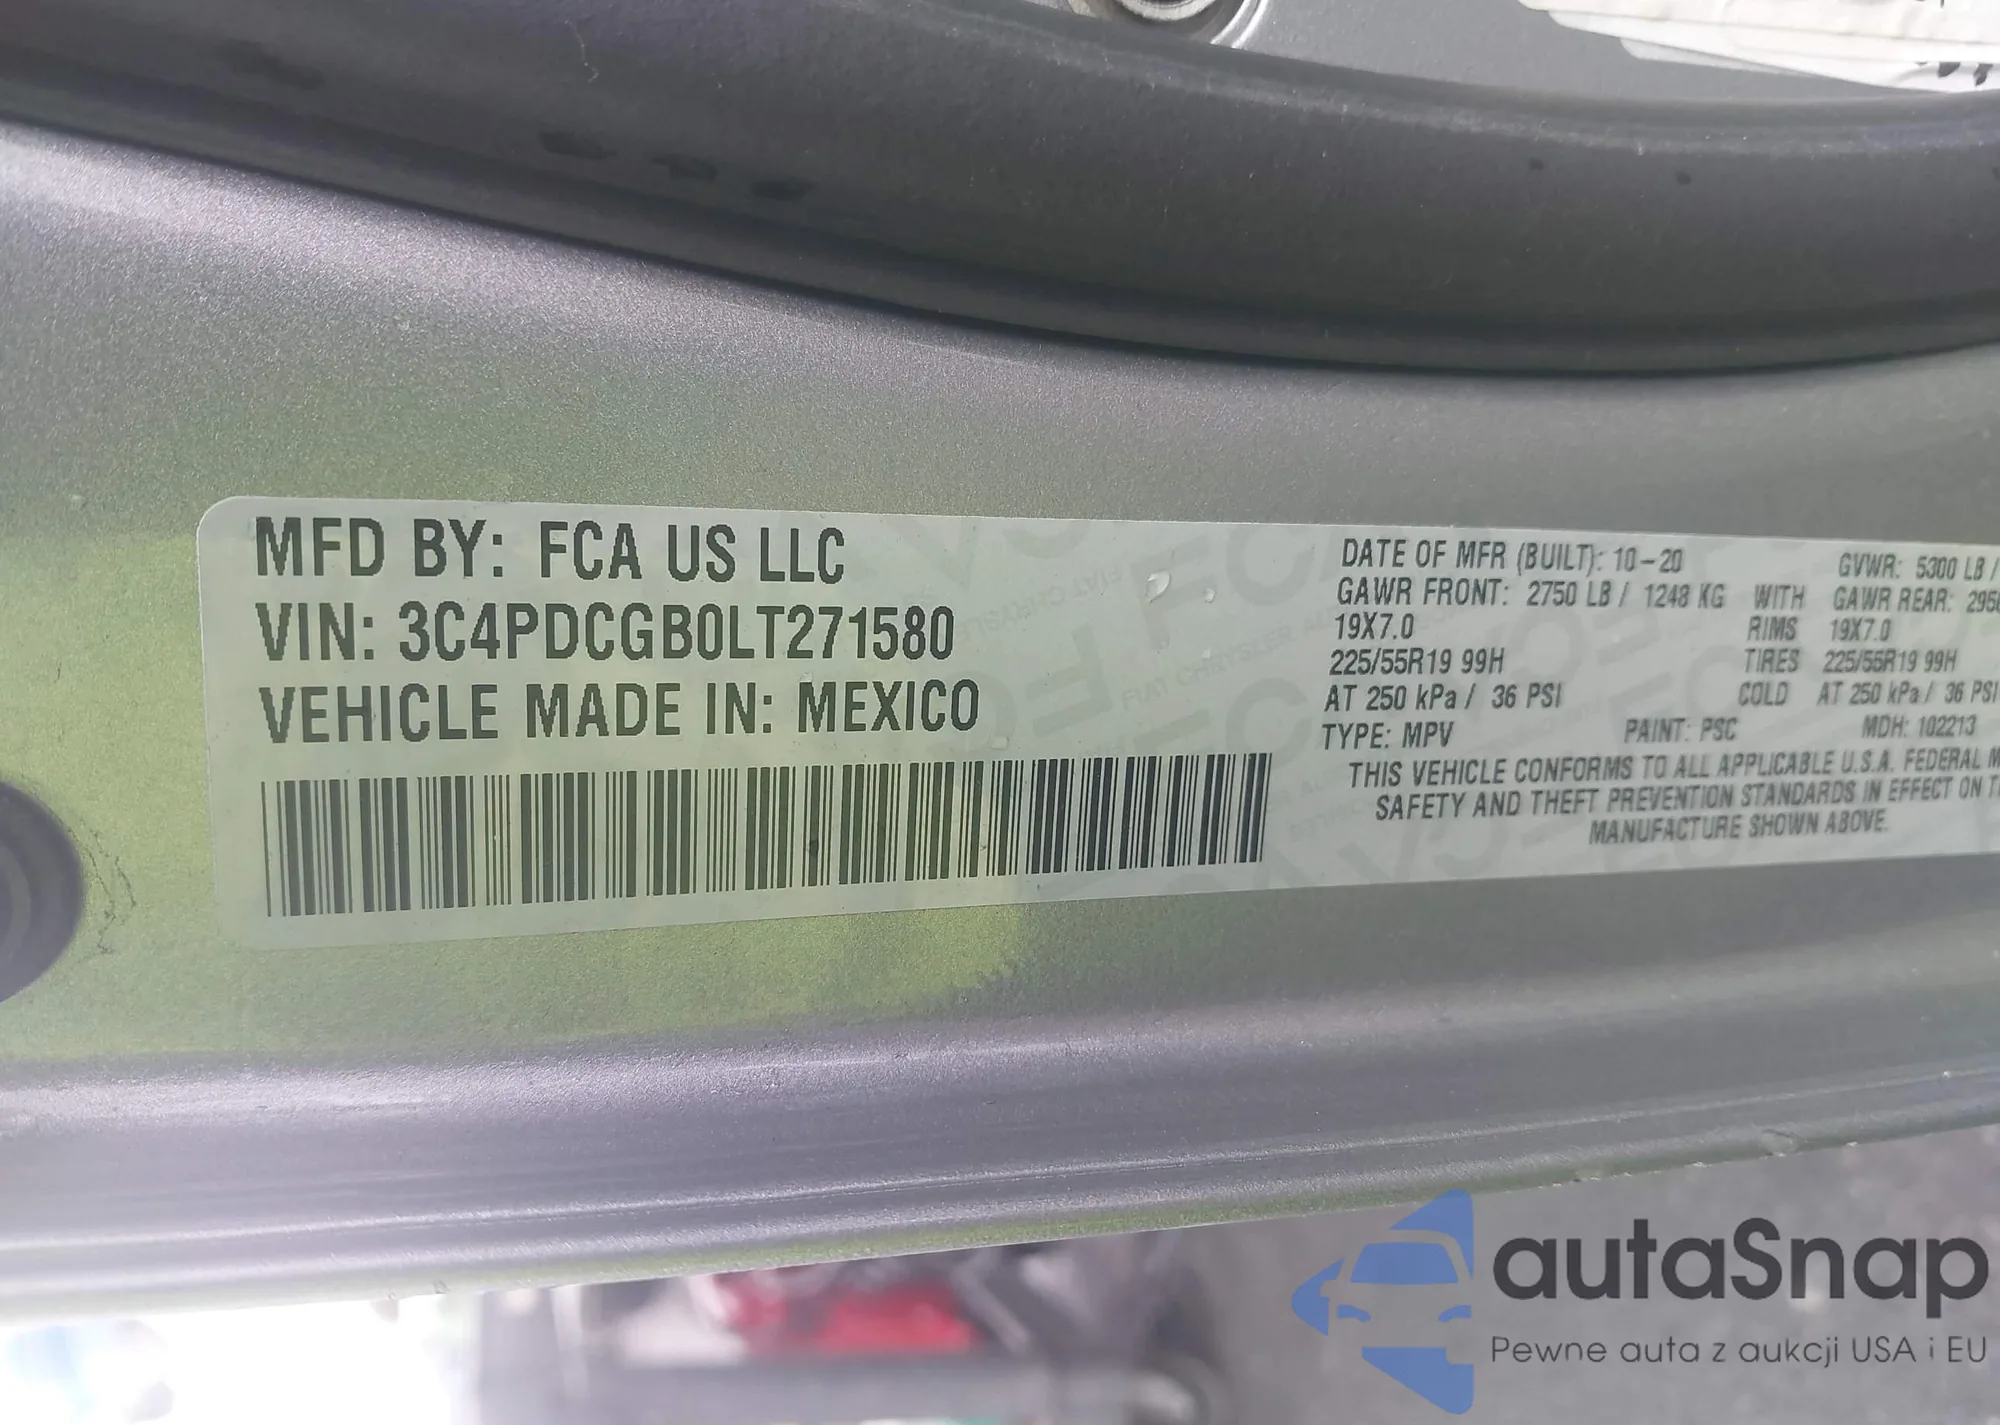 MFD BY: FCA US LLC
VIN: 3C4PDCGB0LT271580
VEHICLE MADE IN: MEXICO
DATE OF MFR (BUILT): 10-20 GVWR: 5300 LB /
GAWR FRONT: 2750 LB / 1248 KG WITH GAWR REAR: 295
19X7.0 RIMS 19X7.0
225/55R19 99H TIRES 225/55R19 99H
AT 250 kPa / 36 PSI COLD AT 250 kPa / 36 PSI
TYPE: MPV PAINT: PSC MDH: 102213
THIS VEHICLE CONFORMS TO ALL APPLICABLE U.S.A. FEDERAL M
SAFETY AND THEFT PREVENTION STANDARDS IN EFFECT ON T
MANUFACTURE SHOWN ABOVE.
autaSnap
Pewne auta z aukcji USA i EU